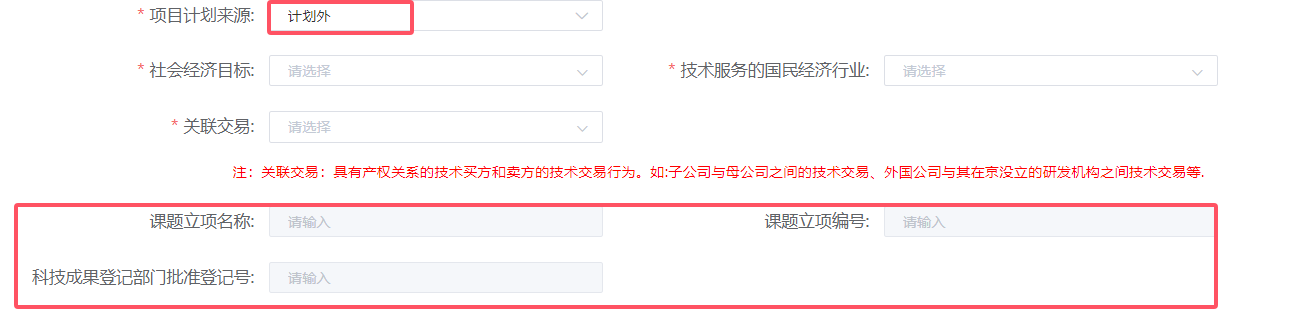 * 项目计划来源: 计划外
* 社会经济目标: 请选择 * 技术服务的国民经济行业: 请选择
* 关联交易: 请选择
注：关联交易；具有产权关系的技术买方和卖方的技术交易行为。如:子公司与母公司之间的技术交易、外国公司与其在京没立的研发机构之间技术交易等.
课题立项名称: 请输入 课题立项编号: 请输入
科技成果登记部门批准登记号: 请输入